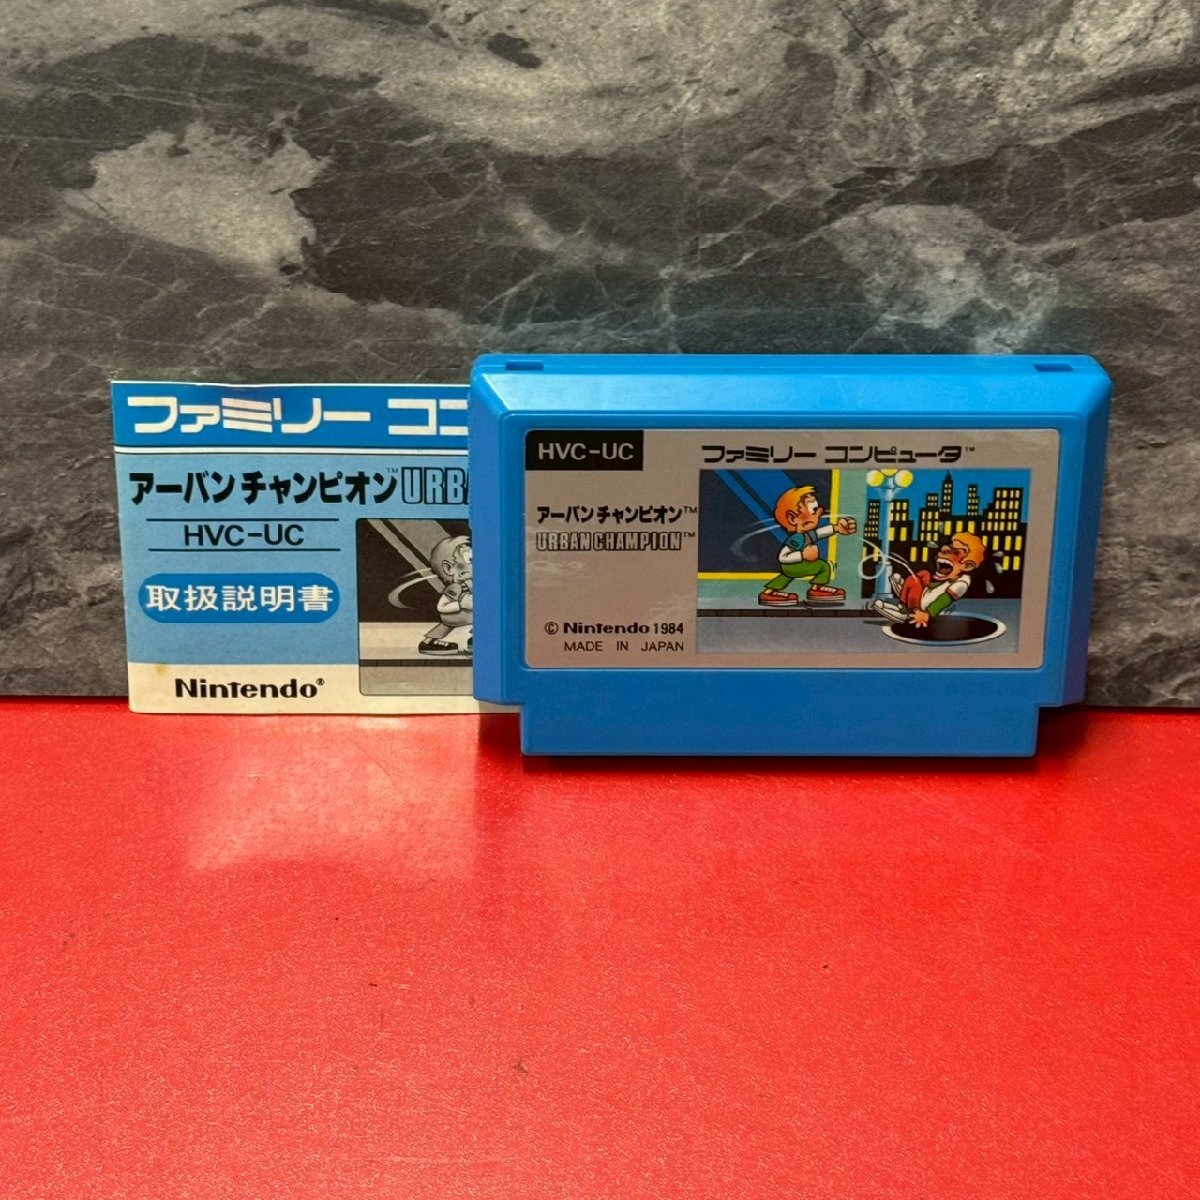 ファミリー コン
アーバンチャンピオン™ URBA
HVC-UC
取扱説明書
Nintendo®
HVC-UC
ファミリー コンピュータ™
アーバンチャンピオン™
URBAN CHAMPION™
© Nintendo 1984
MADE IN JAPAN